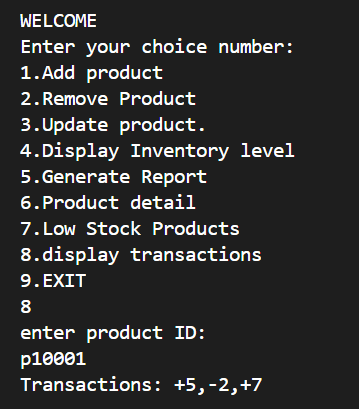 WELCOME
Enter your choice number:
1.Add product
2.Remove Product
3.Update product.
4.Display Inventory level
5.Generate Report
6.Product detail
7.Low Stock Products
8.display transactions
9.EXIT
8
enter product ID:
p10001
Transactions: +5,-2,+7